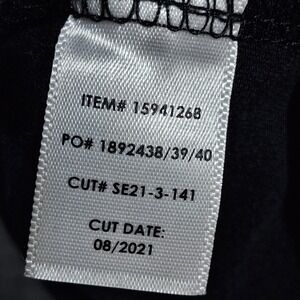 ITEM# 15941268
PO# 1892438/39/40
CUT# SE21-3-141
CUT DATE:
08/2021